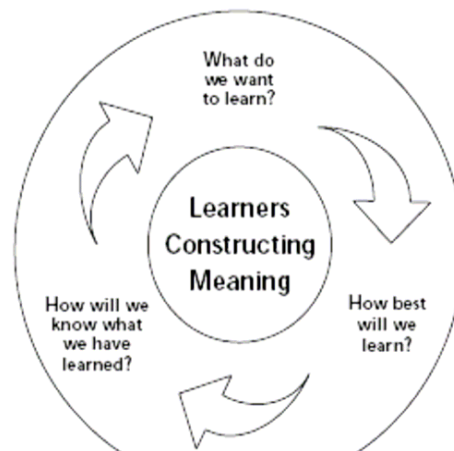 What do
we want
to learn?
Learners
Constructing
Meaning
How best
will we
learn?
How will we
know what
we have
learned?